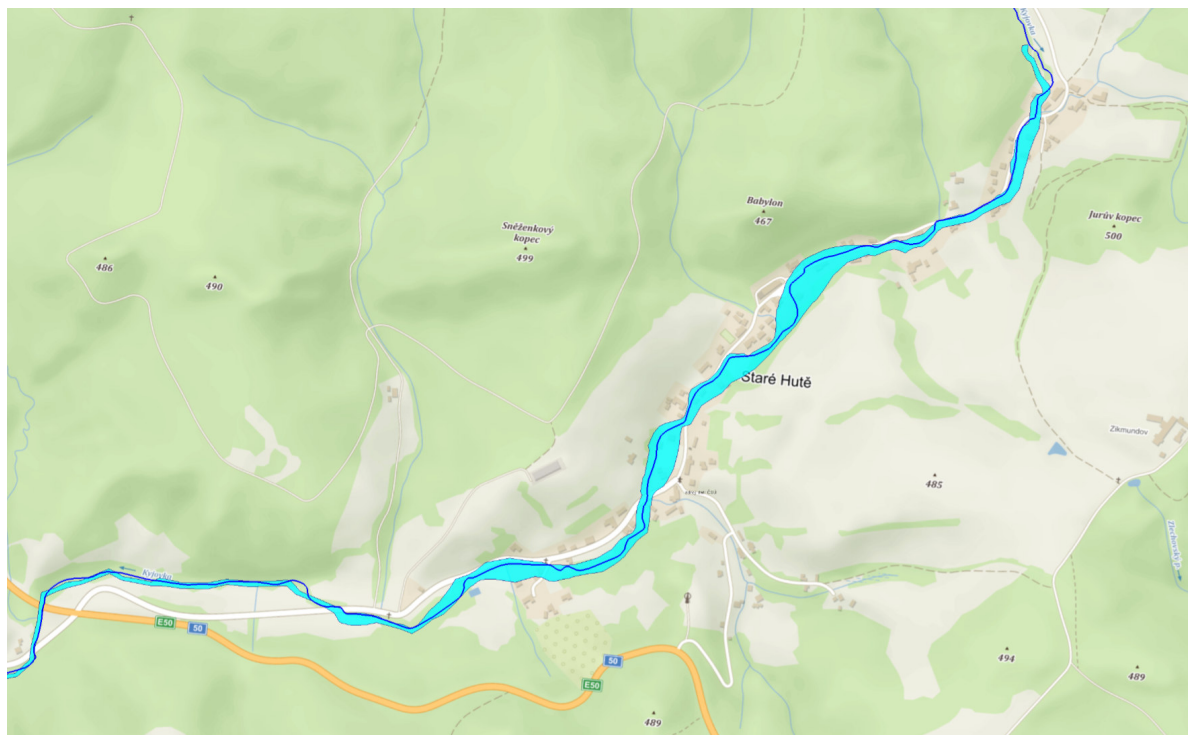 Kyjovka
Babylon
467
Jurův kopec
500
Sněženkový
kopec
499
486
490
Staré Hutě
Zikmundov
485
Zlechovský p.
Kyjovka
E50
50
50
E50
494
489
489